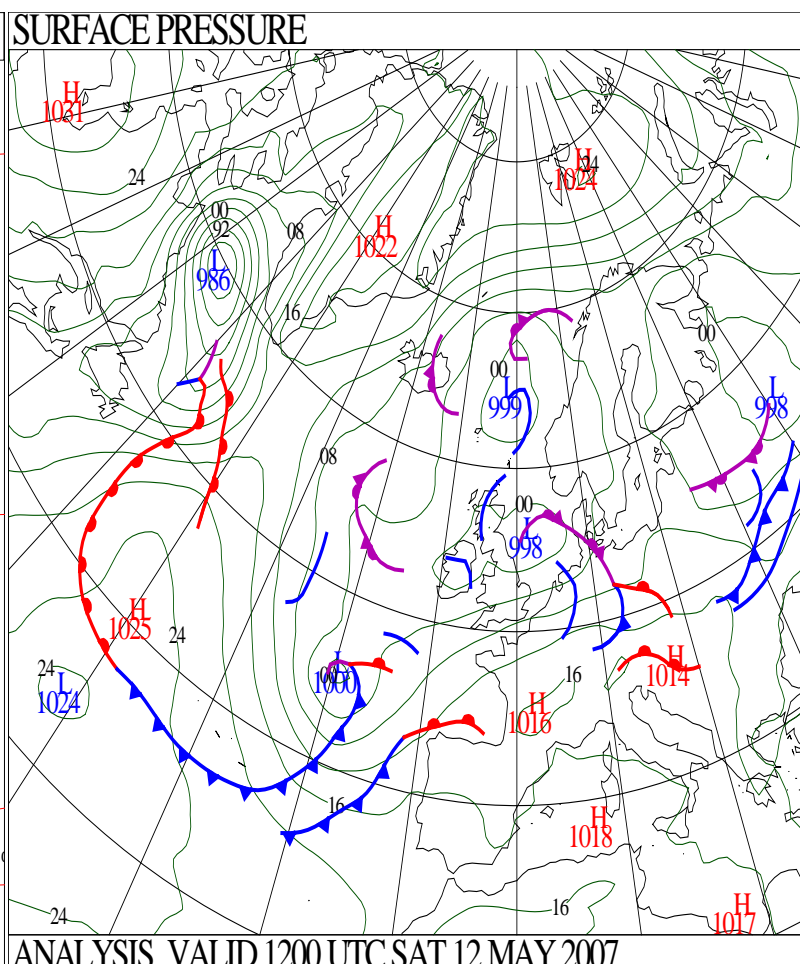 SURFACE PRESSURE
H
1031
H
24
1024
24
00
92
08
H
1022
L
986
16
00
00
L
999
L
998
08
00
L
998
H
1025
24
24
L
1024
L
00
1000
H
1014
16
H
1016
16
H
1018
H
1017
16
24
ANALYSIS VALID 1200 UTC SAT 12 MAY 2007